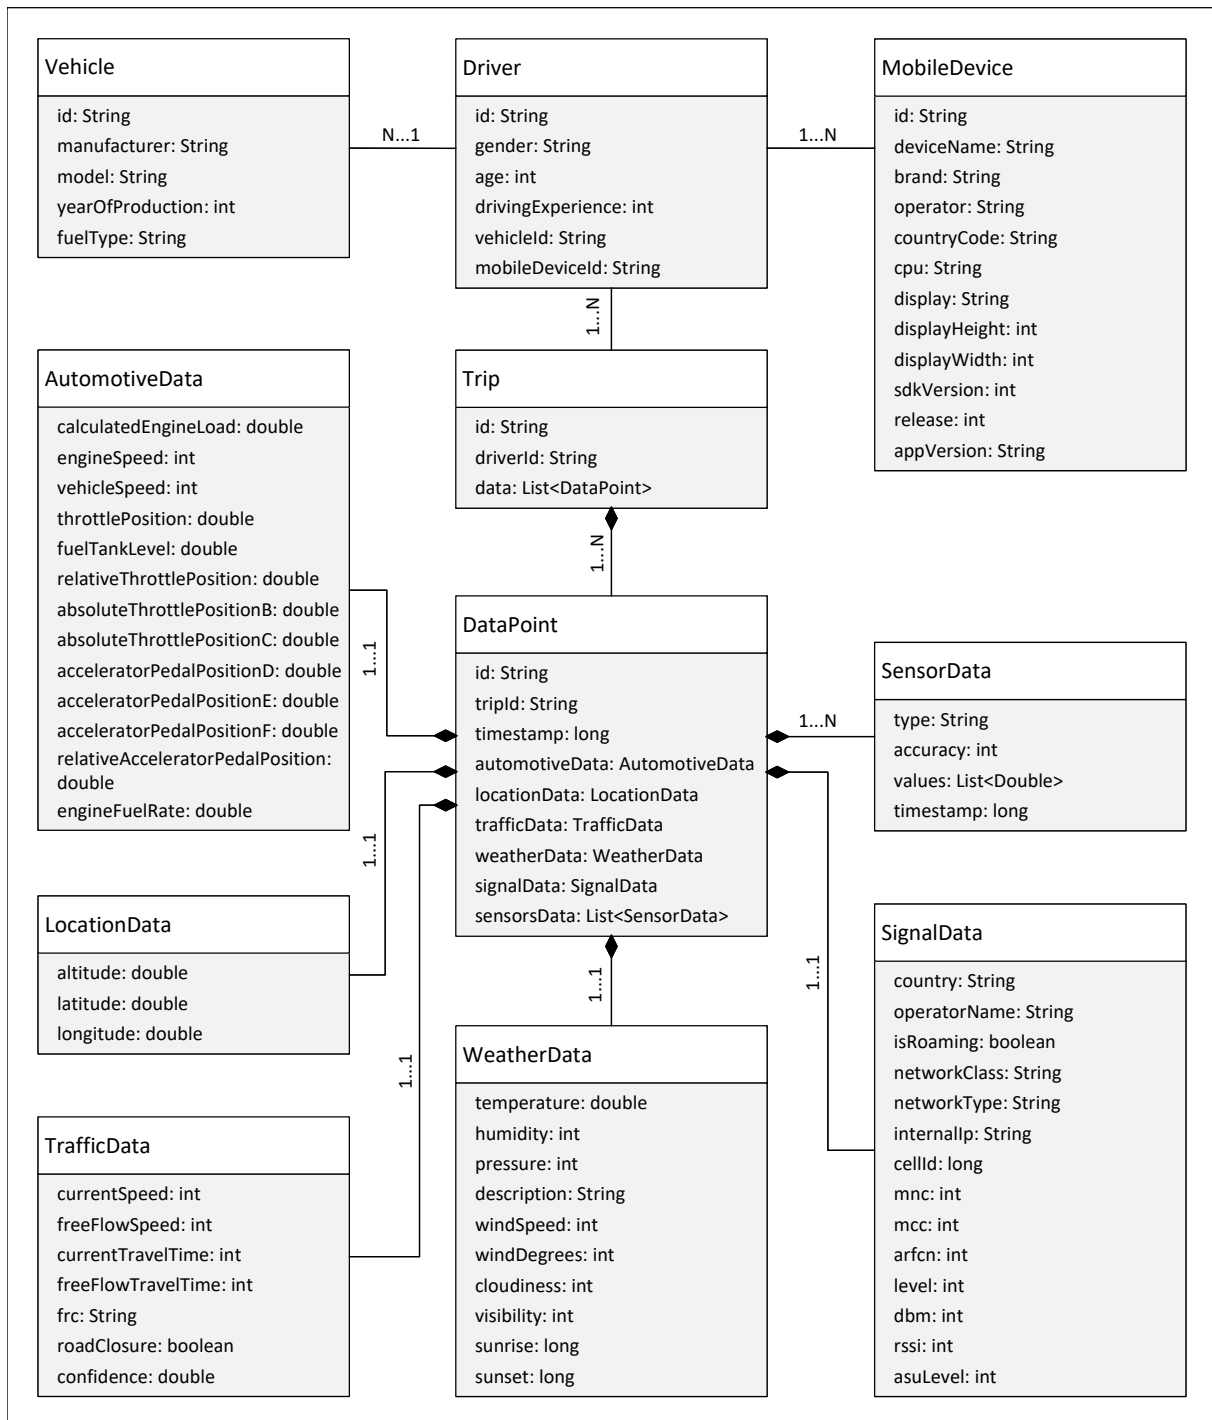 Vehicle
id: String
manufacturer: String
model: String
yearOfProduction: int
fuelType: String
N...1
Driver
id: String
gender: String
age: int
drivingExperience: int
vehicleId: String
mobileDeviceId: String
1...N
MobileDevice
id: String
deviceName: String
brand: String
operator: String
countryCode: String
cpu: String
display: String
displayHeight: int
displayWidth: int
sdkVersion: int
release: int
appVersion: String
1...N
AutomotiveData
calculatedEngineLoad: double
engineSpeed: int
vehicleSpeed: int
throttlePosition: double
fuelTankLevel: double
relativeThrottlePosition: double
absoluteThrottlePositionB: double
absoluteThrottlePositionC: double
acceleratorPedalPositionD: double
acceleratorPedalPositionE: double
acceleratorPedalPositionF: double
relativeAcceleratorPedalPosition:
double
engineFuelRate: double
1...1
Trip
id: String
driverId: String
data: List<DataPoint>
1...N
DataPoint
id: String
tripId: String
timestamp: long
automotiveData: AutomotiveData
locationData: LocationData
trafficData: TrafficData
weatherData: WeatherData
signalData: SignalData
sensorsData: List<SensorData>
1...N
SensorData
type: String
accuracy: int
values: List<Double>
timestamp: long
1...1
LocationData
altitude: double
latitude: double
longitude: double
1...1
1...1
1...1
SignalData
country: String
operatorName: String
isRoaming: boolean
networkClass: String
networkType: String
internalIp: String
cellId: long
mnc: int
mcc: int
arfcn: int
level: int
dbm: int
rssi: int
asuLevel: int
WeatherData
temperature: double
humidity: int
pressure: int
description: String
windSpeed: int
windDegrees: int
cloudiness: int
visibility: int
sunrise: long
sunset: long
TrafficData
currentSpeed: int
freeFlowSpeed: int
currentTravelTime: int
freeFlowTravelTime: int
frc: String
roadClosure: boolean
confidence: double